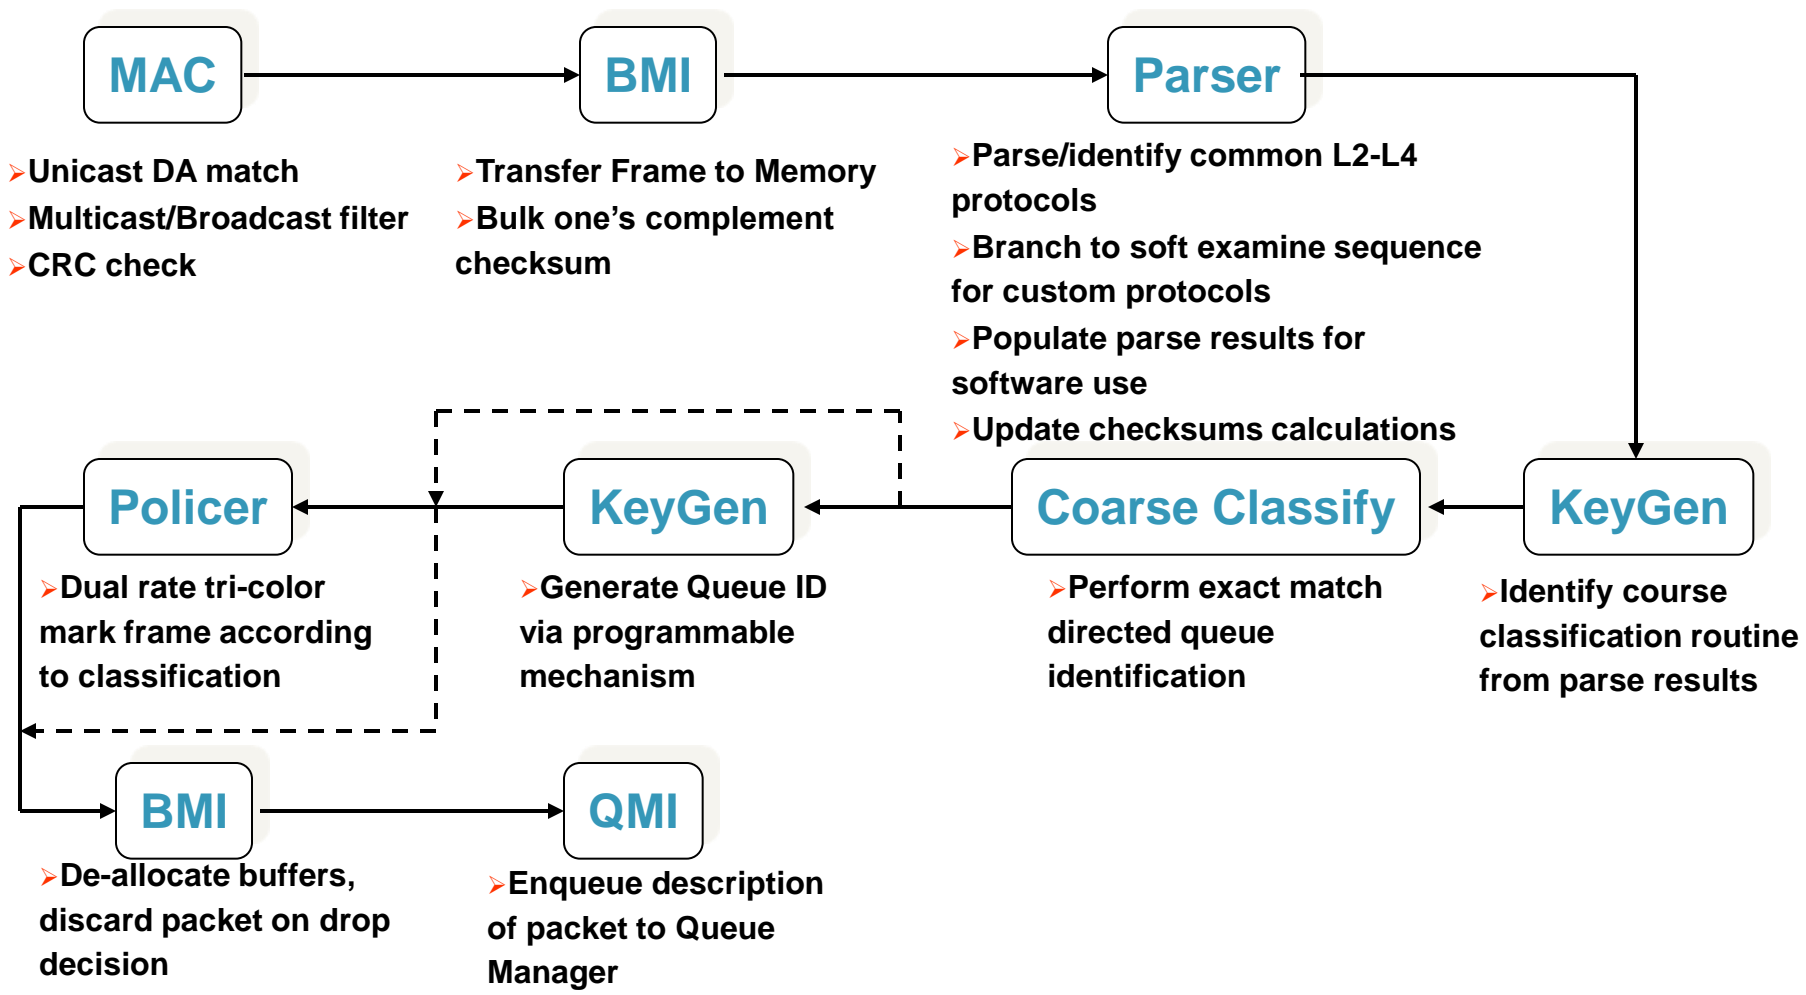 MAC
BMI
Parser
➢Unicast DA match
➢Multicast/Broadcast filter
➢CRC check
➢Transfer Frame to Memory
➢Bulk one’s complement
checksum
➢Parse/identify common L2-L4
protocols
➢Branch to soft examine sequence
for custom protocols
➢Populate parse results for
software use
➢Update checksums calculations
Policer
KeyGen
Coarse Classify
KeyGen
➢Dual rate tri-color
mark frame according
to classification
➢Generate Queue ID
via programmable
mechanism
➢Perform exact match
directed queue
identification
➢Identify course
classification routine
from parse results
BMI
QMI
➢De-allocate buffers,
discard packet on drop
decision
➢Enqueue description
of packet to Queue
Manager